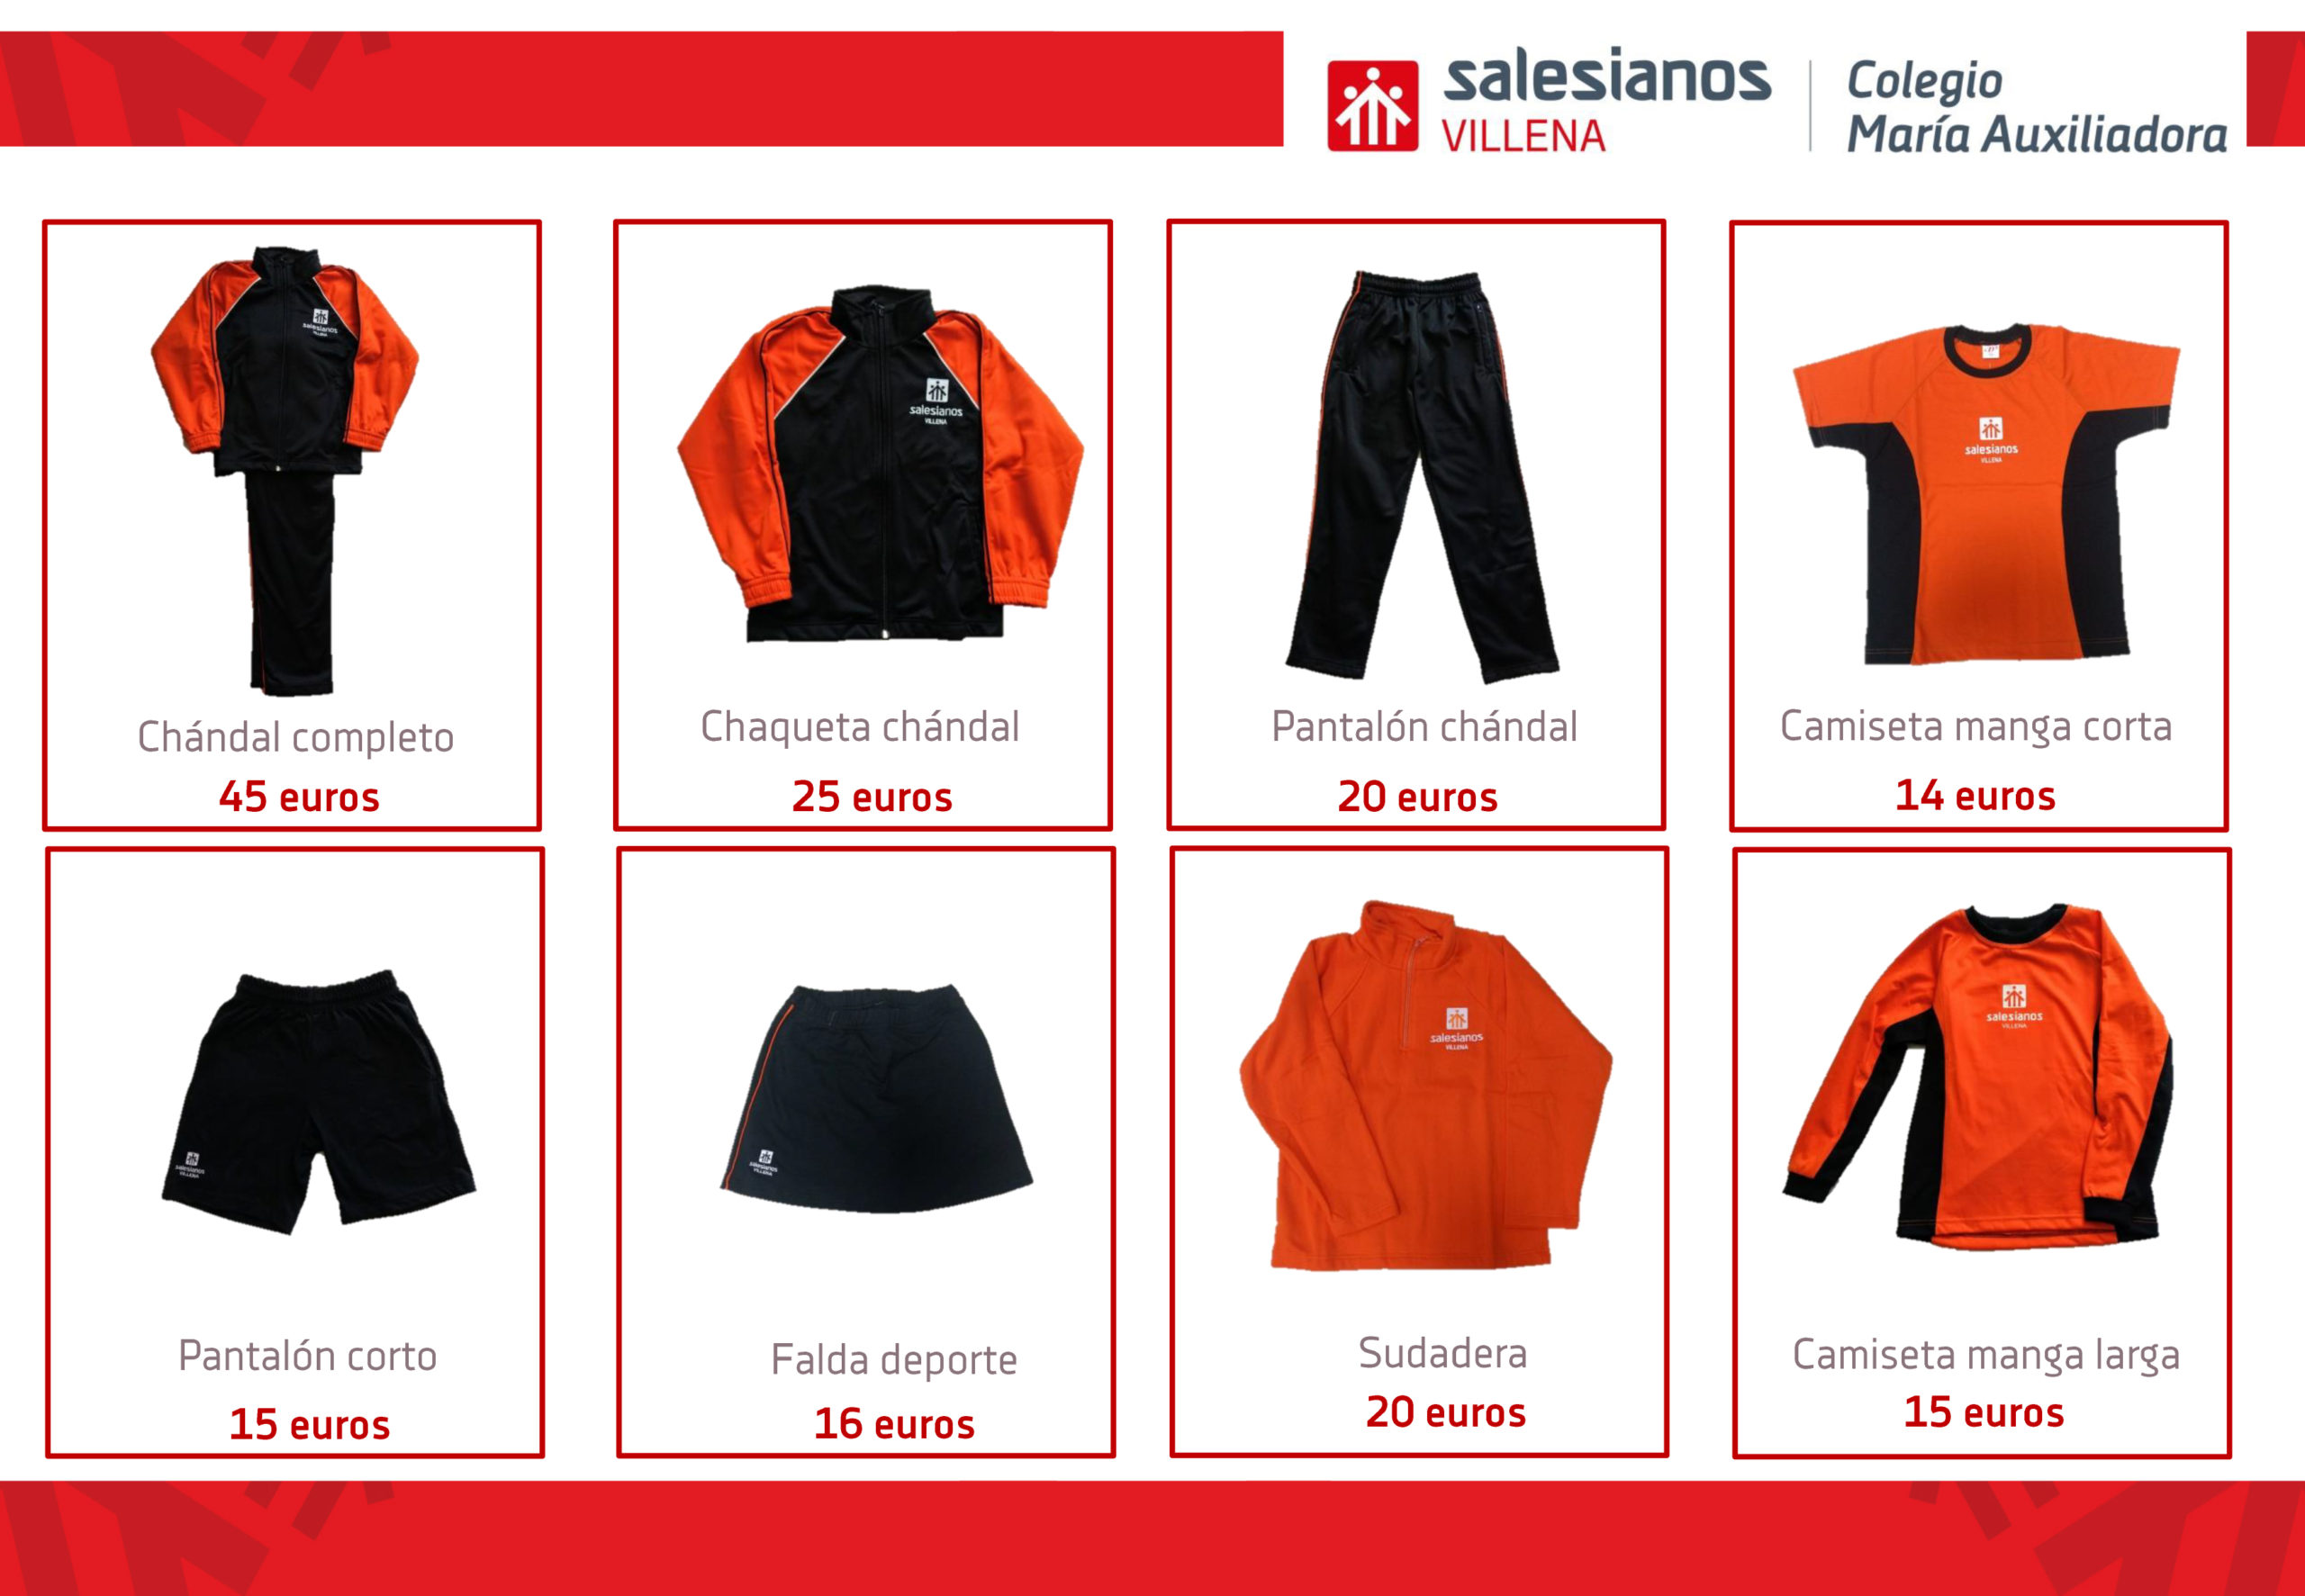 salesianos
VILLENA
Colegio
María Auxiliadora
salesianos
VILLENA
Chándal completo
45 euros
salesianos
VILLENA
Chaqueta chándal
25 euros
Pantalón chándal
20 euros
salesianos
VILLENA
Camiseta manga corta
14 euros
salesianos
VILLENA
Pantalón corto
15 euros
salesianos
VILLENA
Falda deporte
16 euros
salesianos
VILLENA
Sudadera
20 euros
salesianos
VILLENA
Camiseta manga larga
15 euros